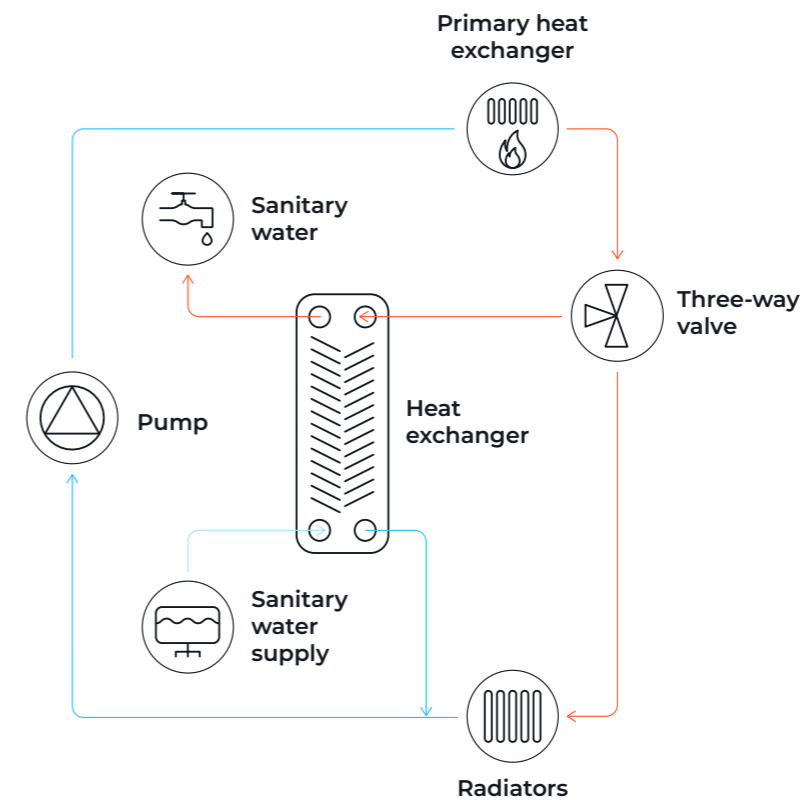 Primary heat
exchanger
Sanitary
water
Three-way
valve
Heat
exchanger
Pump
Sanitary
water
supply
Radiators